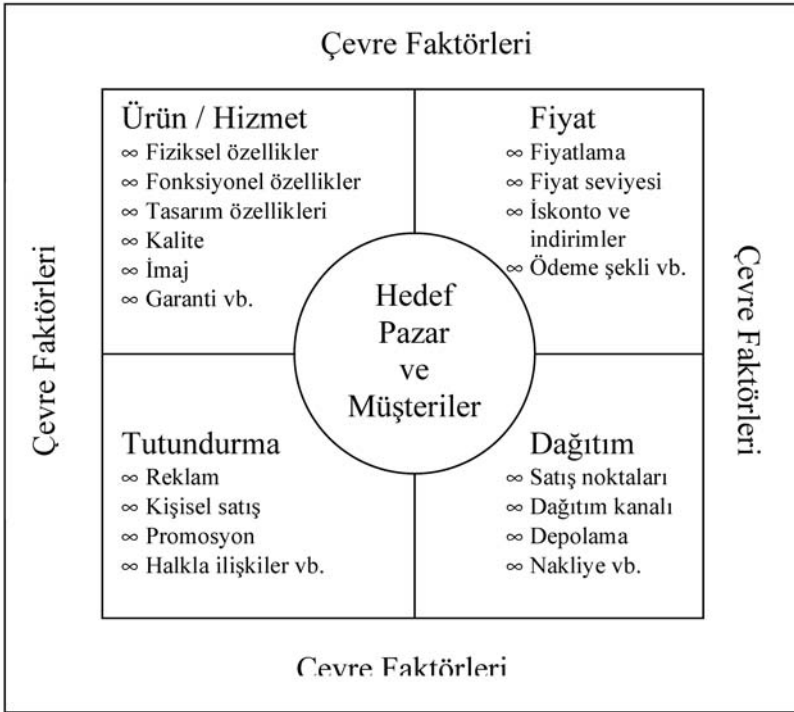 Çevre Faktörleri
Ürün / Hizmet
∞ Fiziksel özellikler
∞ Fonksiyonel özellikler
∞ Tasarım özellikleri
∞ Kalite
∞ İmaj
∞ Garanti vb.
Fiyat
∞ Fiyatlama
∞ Fiyat seviyesi
∞ İskonto ve
indirimler
∞ Ödeme şekli vb.
Çevre Faktörleri
Hedef
Pazar
ve
Müşteriler
Çevre Faktörleri
Tutundurma
∞ Reklam
∞ Kişisel satış
∞ Promosyon
∞ Halkla ilişkiler vb.
Dağıtım
∞ Satış noktaları
∞ Dağıtım kanalı
∞ Depolama
∞ Nakliye vb.
Çevre Faktörleri